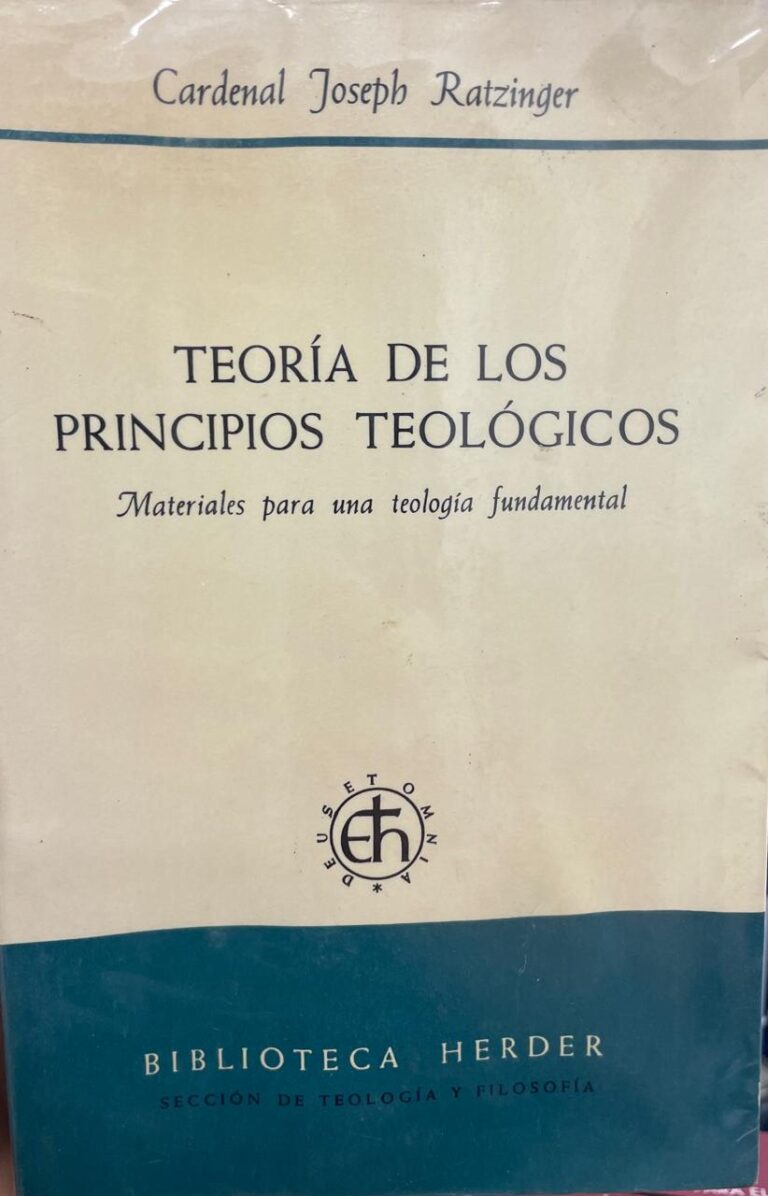 Cardenal Joseph Ratzinger
TEORÍA DE LOS
PRINCIPIOS TEOLÓGICOS
Materiales para una teología fundamental
DEUS ET OMNIA *
Eh
BIBLIOTECA HERDER
SECCIÓN DE TEOLOGÍA Y FILOSOFÍA